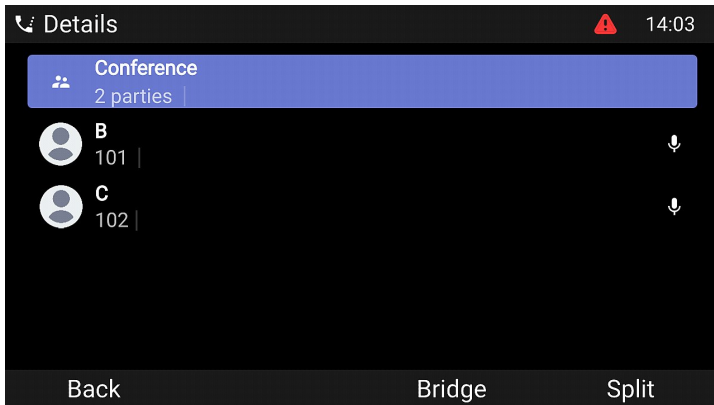 Details 14:03
Conference
2 parties
B
101
C
102
Back Bridge Split